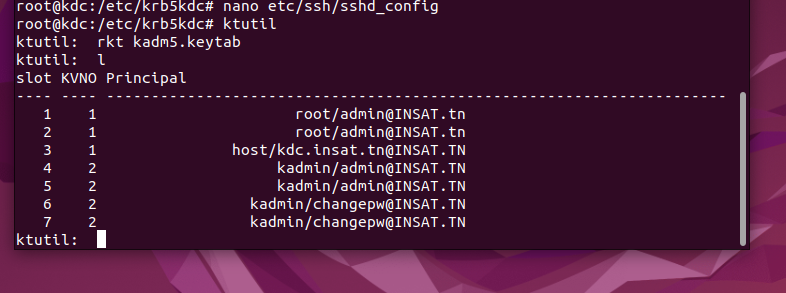 root@kdc:/etc/krb5kdc# nano etc/ssh/sshd_config
root@kdc:/etc/krb5kdc# ktutil
ktutil:  rkt kadm5.keytab
ktutil:  l
slot KVNO Principal
---- ---- ---------------------------------------------------------------------
   1    1                      root/admin@INSAT.tn
   2    1                      root/admin@INSAT.tn
   3    1               host/kdc.insat.tn@INSAT.TN
   4    2                    kadmin/admin@INSAT.TN
   5    2                    kadmin/admin@INSAT.TN
   6    2                 kadmin/changepw@INSAT.TN
   7    2                 kadmin/changepw@INSAT.TN
ktutil: